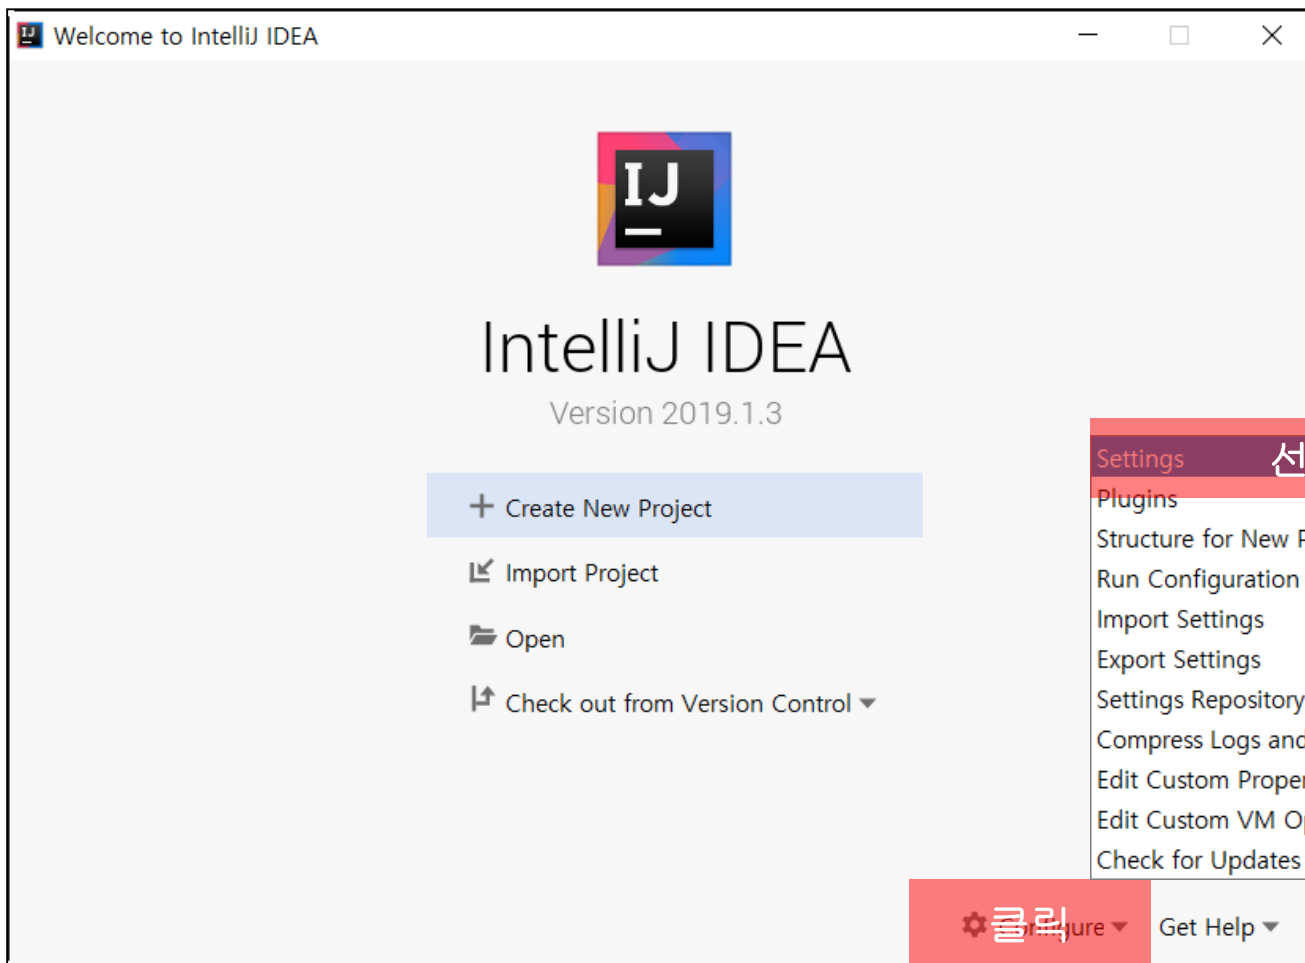 Welcome to IntelliJ IDEA
IJ
IntelliJ IDEA
Version 2019.1.3
Create New Project
Import Project
Open
Check out from Version Control
Settings 선
Plugins
Structure for New
Run Configuration
Import Settings
Export Settings
Settings Repository
Compress Logs and
Edit Custom
Edit Custom VM
Check for Updates
Configure 클릭
Get Help